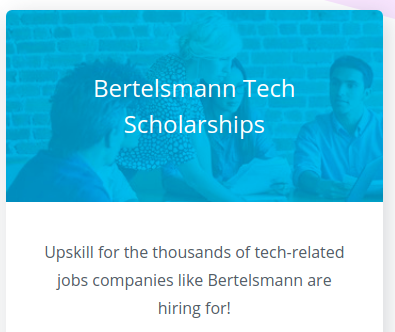 Bertelsmann Tech
Scholarships
Upskill for the thousands of tech-related
jobs companies like Bertelsmann are
hiring for!